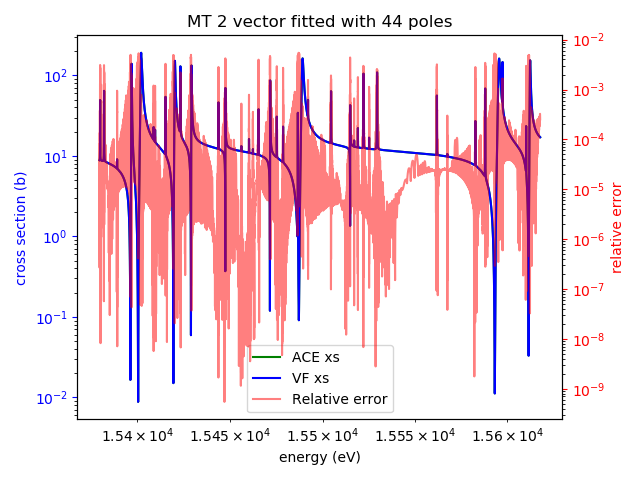 MT 2 vector fitted with 44 poles
10² 10¹ 10⁰ 10⁻¹ 10⁻²
cross section (b)
10⁻² 10⁻³ 10⁻⁴ 10⁻⁵ 10⁻⁶ 10⁻⁷ 10⁻⁸ 10⁻⁹
relative error
ACE xs
VF xs
Relative error
1.54×10⁴ 1.545×10⁴ 1.55×10⁴ 1.555×10⁴ 1.56×10⁴
energy (eV)